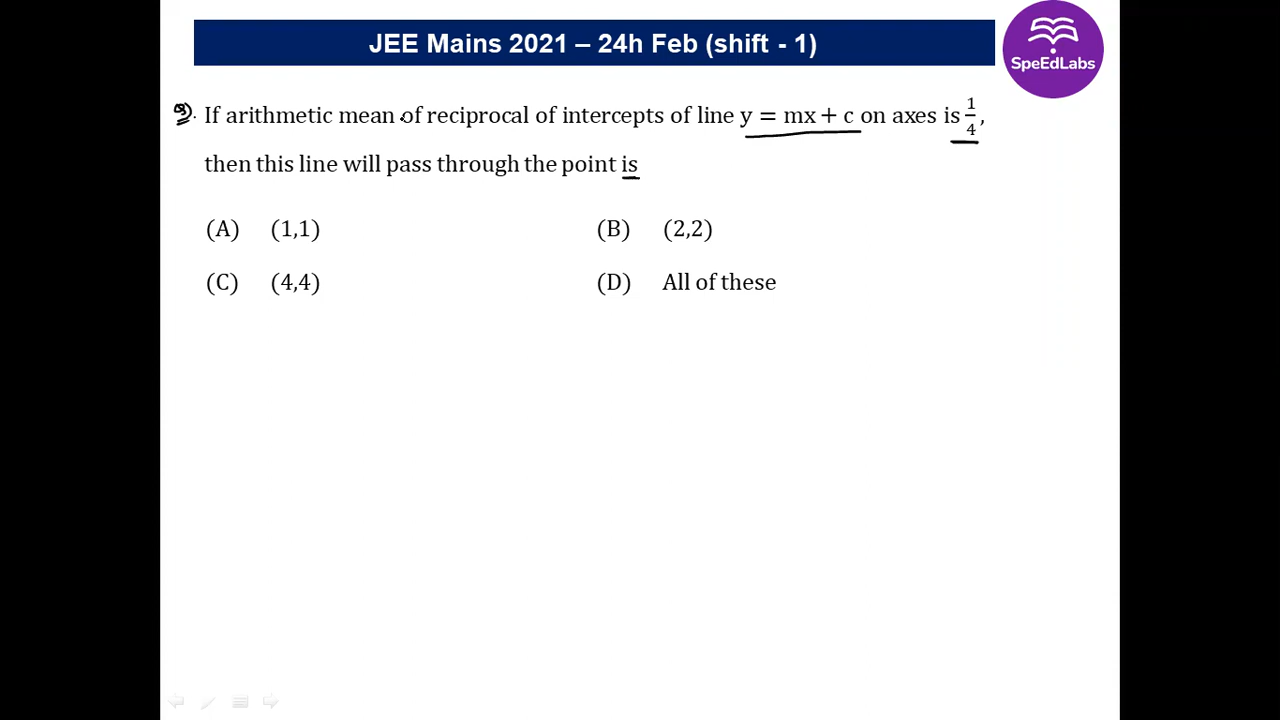 JEE Mains 2021 – 24h Feb (shift - 1)
SpeEdLabs
If arithmetic mean of reciprocal of intercepts of line y = mx + c on axes is 1/4,
then this line will pass through the point is
(A) (1,1) (B) (2,2)
(C) (4,4) (D) All of these